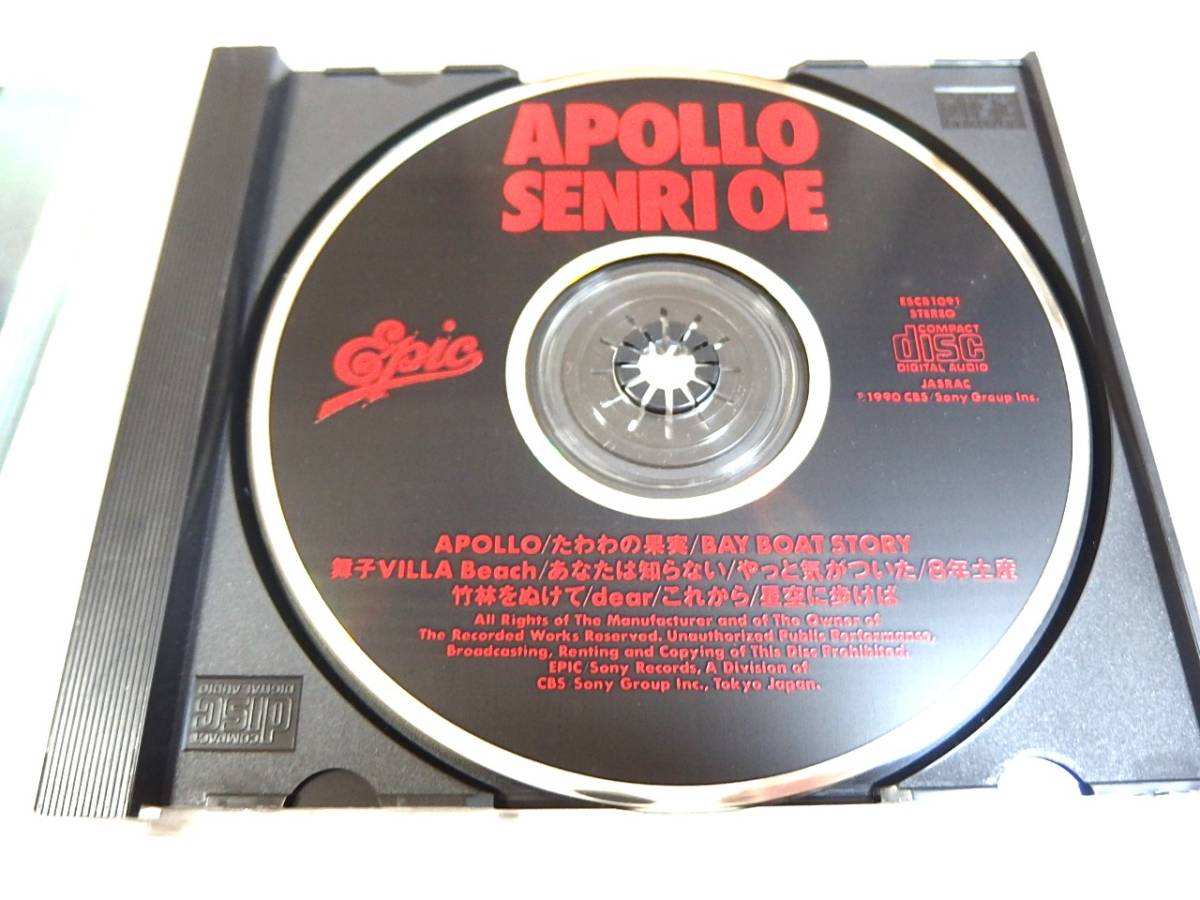 APOLLO
SENRI OE
Epic
ESCB1091
STEREO
COMPACT
disc
DIGITAL AUDIO
JASRAC
℗1990 CBS/Sony Group Inc.
APOLLO/たわわの果実/BAY BOAT STORY
舞子VILLA Beach/あなたは知らない/やっと気がついた/8年土産
竹林をぬけて/dear/これから/星空に歩けば
All Rights of The Manufacturer and of The Owner of
The Recorded Works Reserved. Unauthorized Public Performance,
Broadcasting, Renting and Copying of This Disc Prohibited.
EPIC/Sony Records, A Division of
CBS/Sony Group Inc., Tokyo Japan.
COMPACT
disc
DIGITAL AUDIO